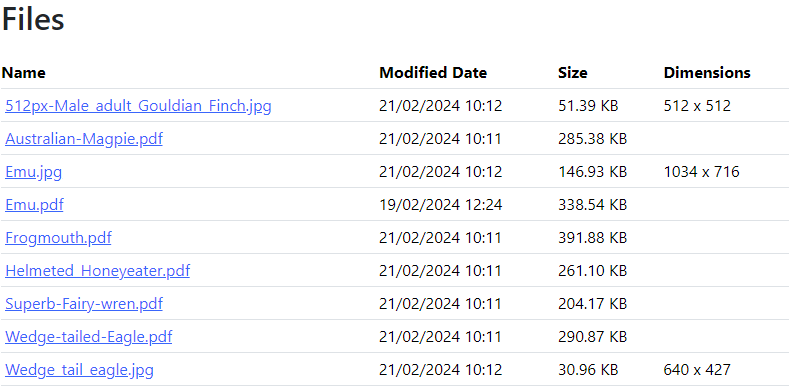 Files
Name Modified Date Size Dimensions
512px-Male_adult_Gouldian_Finch.jpg 21/02/2024 10:12 51.39 KB 512 x 512
Australian-Magpie.pdf 21/02/2024 10:11 285.38 KB
Emu.jpg 21/02/2024 10:12 146.93 KB 1034 x 716
Emu.pdf 19/02/2024 12:24 338.54 KB
Frogmouth.pdf 21/02/2024 10:11 391.88 KB
Helmeted_Honeyeater.pdf 21/02/2024 10:11 261.10 KB
Superb-Fairy-wren.pdf 21/02/2024 10:11 204.17 KB
Wedge-tailed-Eagle.pdf 21/02/2024 10:11 290.87 KB
Wedge_tail_eagle.jpg 21/02/2024 10:12 30.96 KB 640 x 427